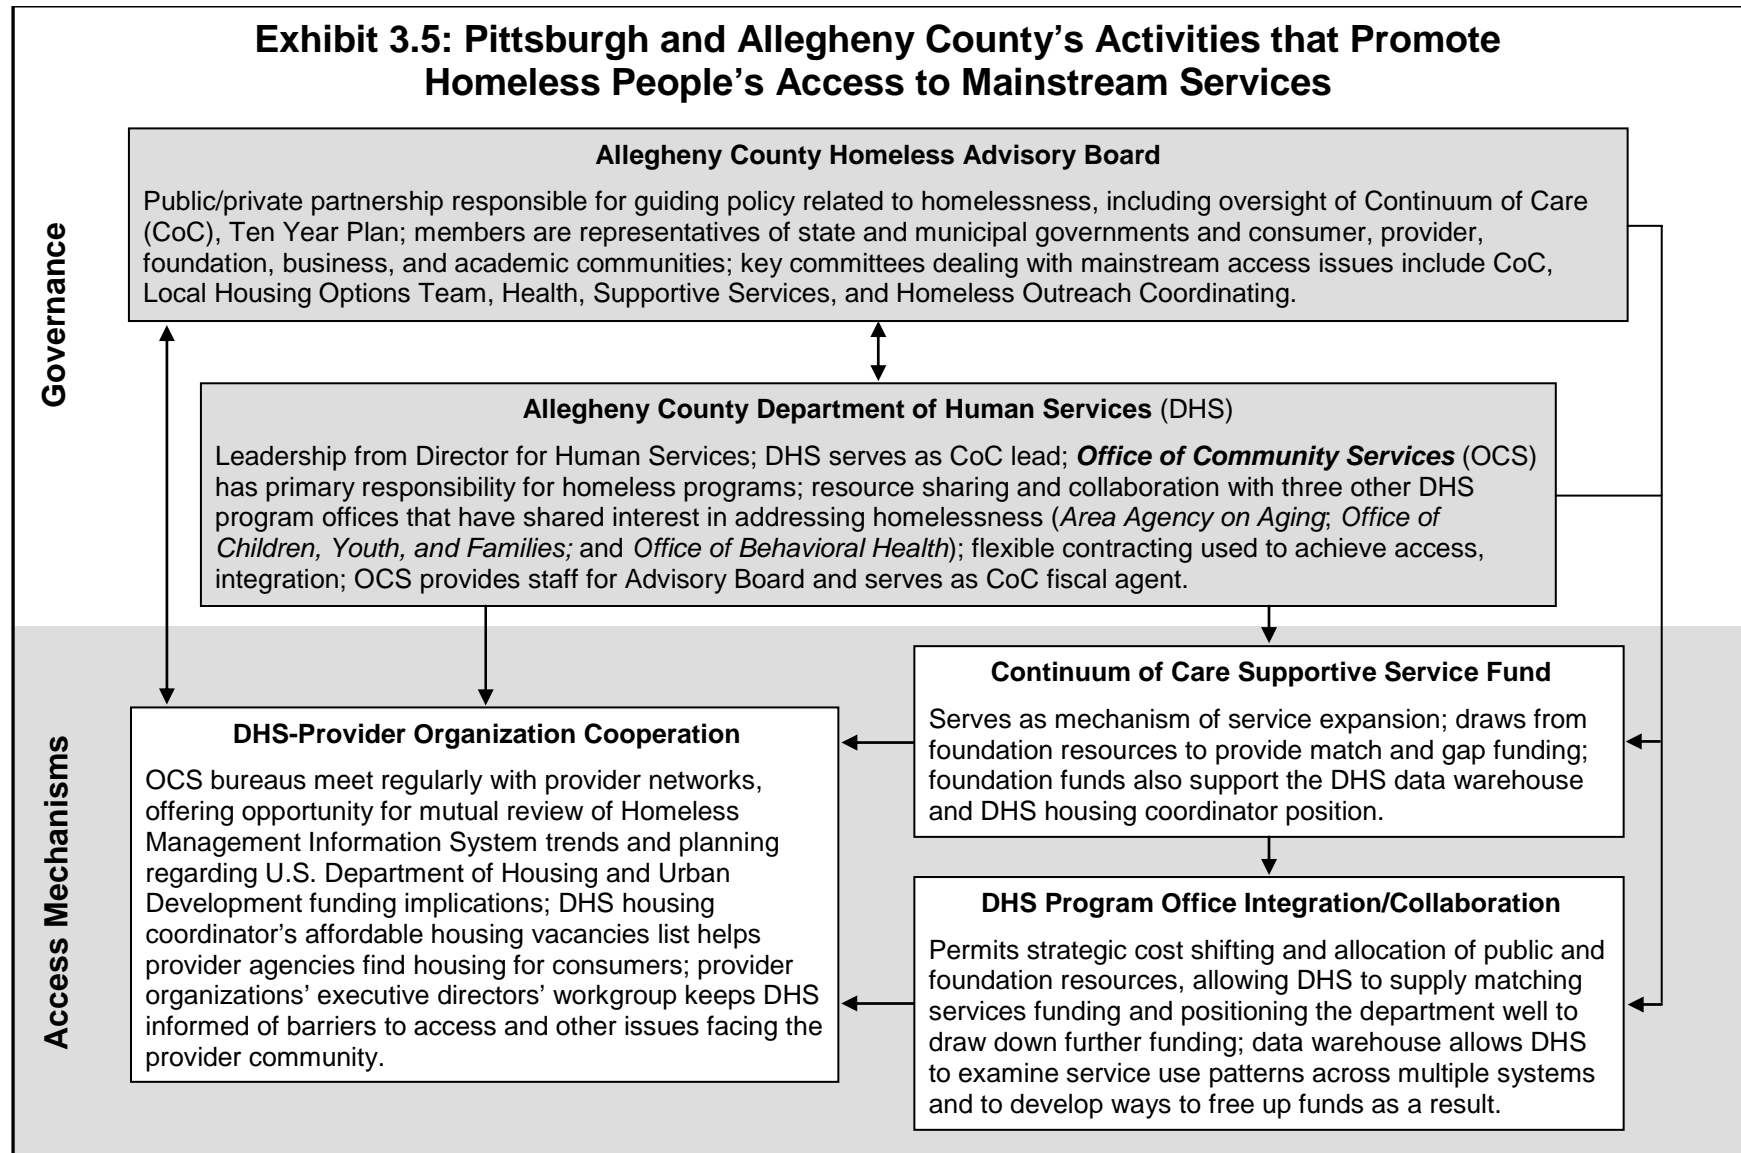 Exhibit 3.5: Pittsburgh and Allegheny County's Activities that Promote
Homeless People's Access to Mainstream Services
Governance
Allegheny County Homeless Advisory Board
Public/private partnership responsible for guiding policy related to homelessness, including oversight of Continuum of Care
(CoC), Ten Year Plan; members are representatives of state and municipal governments and consumer, provider,
foundation, business, and academic communities; key committees dealing with mainstream access issues include CoC,
Local Housing Options Team, Health, Supportive Services, and Homeless Outreach Coordinating.
Allegheny County Department of Human Services (DHS)
Leadership from Director for Human Services; DHS serves as CoC lead; Office of Community Services (OCS)
has primary responsibility for homeless programs; resource sharing and collaboration with three other DHS
program offices that have shared interest in addressing homelessness (Area Agency on Aging; Office of
Children, Youth, and Families; and Office of Behavioral Health); flexible contracting used to achieve access,
integration; OCS provides staff for Advisory Board and serves as CoC fiscal agent.
Access Mechanisms
DHS-Provider Organization Cooperation
OCS bureaus meet regularly with provider networks,
offering opportunity for mutual review of Homeless
Management Information System trends and planning
regarding U.S. Department of Housing and Urban
Development funding implications; DHS housing
coordinator's affordable housing vacancies list helps
provider agencies find housing for consumers; provider
organizations' executive directors' workgroup keeps DHS
informed of barriers to access and other issues facing the
provider community.
Continuum of Care Supportive Service Fund
Serves as mechanism of service expansion; draws from
foundation resources to provide match and gap funding;
foundation funds also support the DHS data warehouse
and DHS housing coordinator position.
DHS Program Office Integration/Collaboration
Permits strategic cost shifting and allocation of public and
foundation resources, allowing DHS to supply matching
services funding and positioning the department well to
draw down further funding; data warehouse allows DHS
to examine service use patterns across multiple systems
and to develop ways to free up funds as a result.